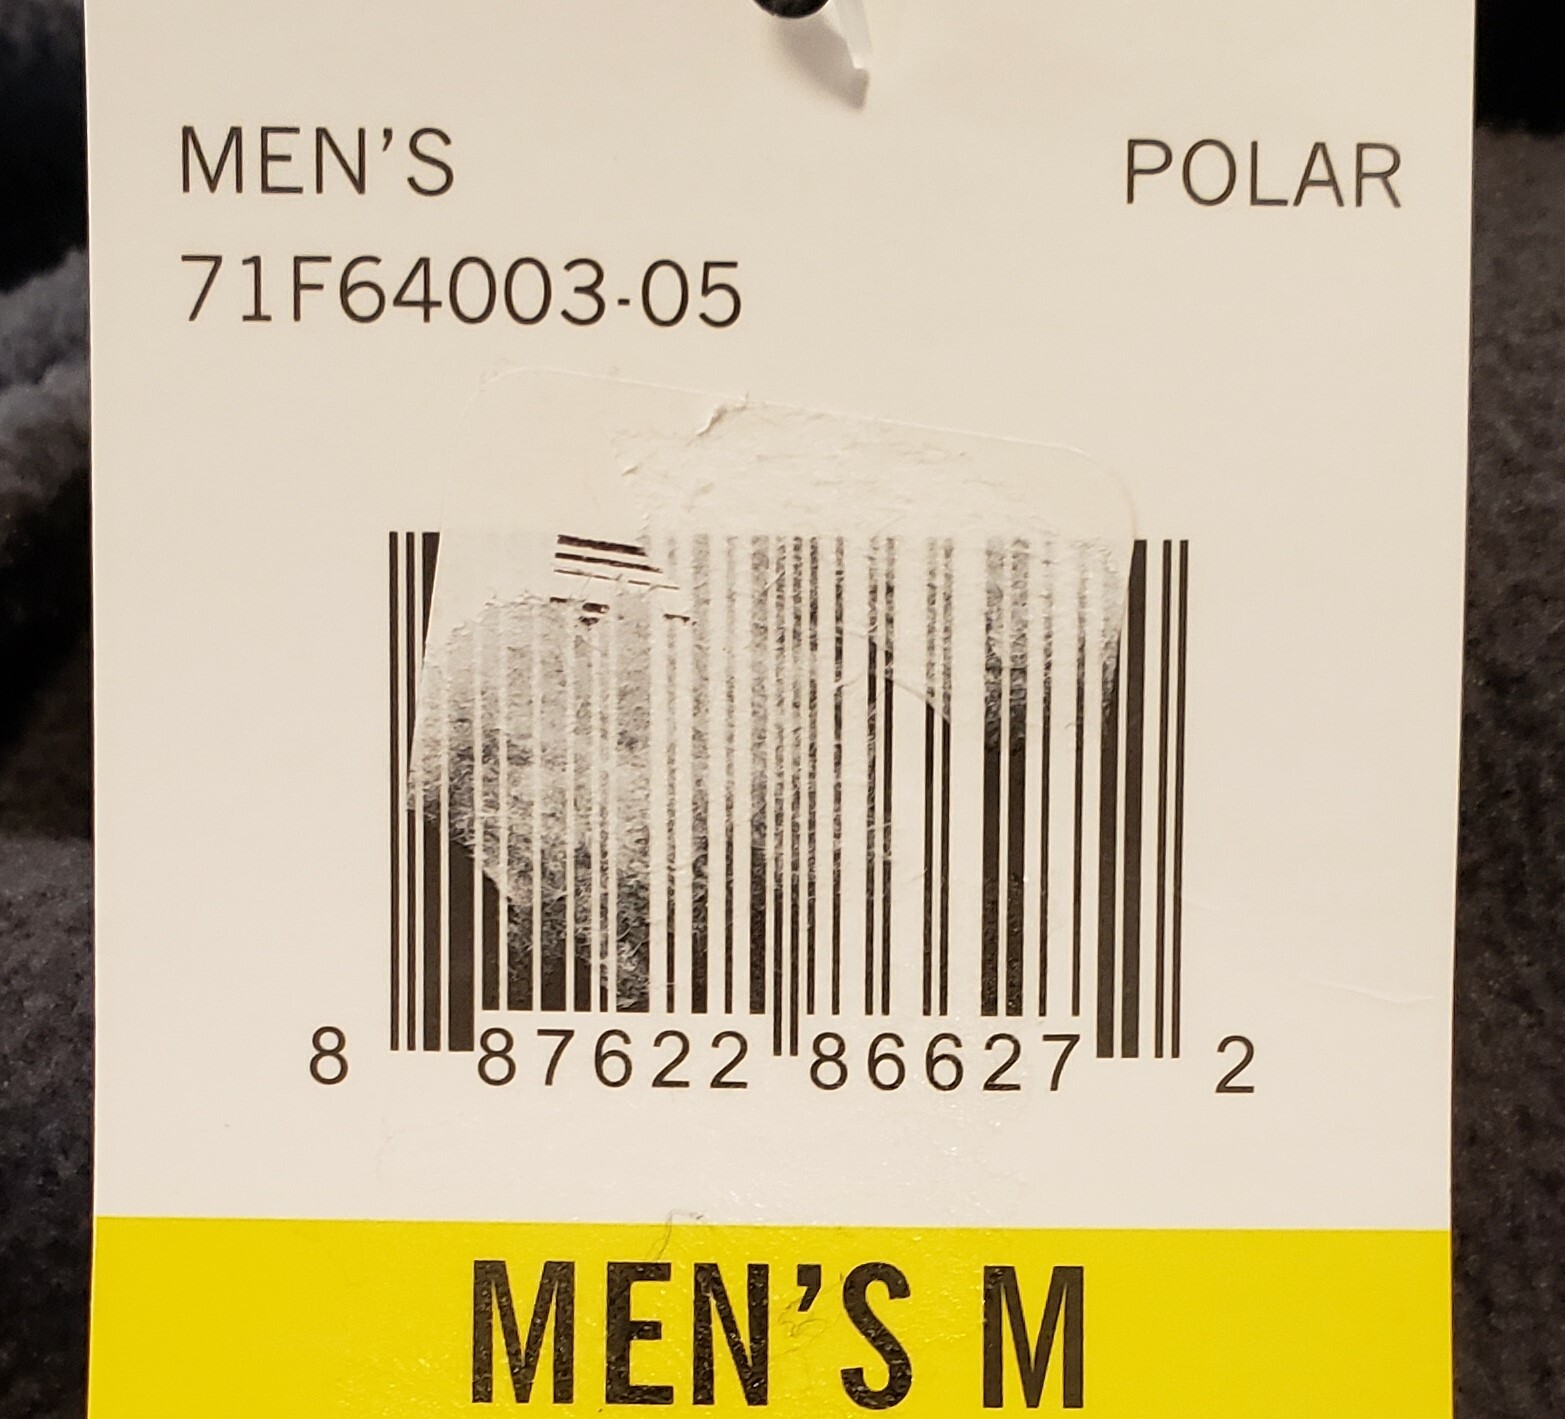 MEN'S POLAR
71F64003-05
8 87622 86627 2
MEN'S M